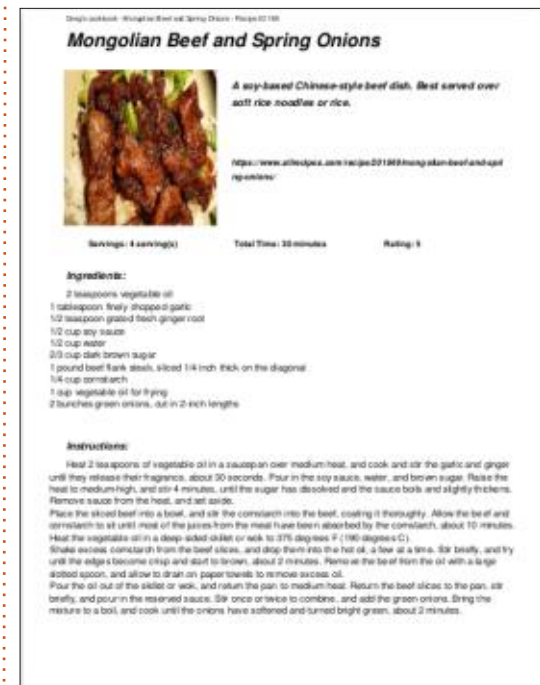 Mongolian Beef and Spring Onions
A soy-based Chinese-style beef dish. Best served over
soft rice noodles or rice.
Servings: 4 serving(s) Total Time: 30 minutes Rating: 5
Ingredients:
2 teaspoons vegetable oil
1 tablespoon finely chopped garlic
1/2 teaspoon grated fresh ginger root
1/2 cup soy sauce
1/2 cup water
2/3 cup dark brown sugar
1 pound beef flank steak, sliced 1/4 inch thick on the diagonal
1/4 cup cornstarch
1 cup vegetable oil for frying
2 bunches green onions, cut in 2-inch lengths
Instructions:
Heat 2 teaspoons of vegetable oil in a saucepan over medium heat, and cook and stir the garlic and ginger
until they release their fragrance, about 30 seconds. Pour in the soy sauce, water, and brown sugar. Raise the
heat to medium-high, and stir 4 minutes, until the sugar has dissolved and the sauce boils and slightly thickens.
Remove sauce from the heat, and set aside.
Place the sliced beef into a bowl, and stir the cornstarch into the beef, coating it thoroughly. Allow the beef and
cornstarch to sit until most of the juices from the meat have been absorbed by the cornstarch, about 10 minutes.
Heat the vegetable oil in a deep-sided skillet or wok to 375 degrees F (190 degrees C).
Shake excess cornstarch from the beef slices, and drop them into the hot oil, a few at a time. Stir briefly, and fry
until the edges become crisp and start to brown, about 2 minutes. Remove the beef from the oil with a large
slotted spoon, and allow to drain on paper towels to remove excess oil.
Pour the oil out of the skillet or wok, and return the pan to medium heat. Return the beef slices to the pan, stir
briefly, and pour in the reserved sauce. Stir once or twice to combine, and add the green onions. Bring the
mixture to a boil, and cook until the onions have softened and turned bright green, about 2 minutes.